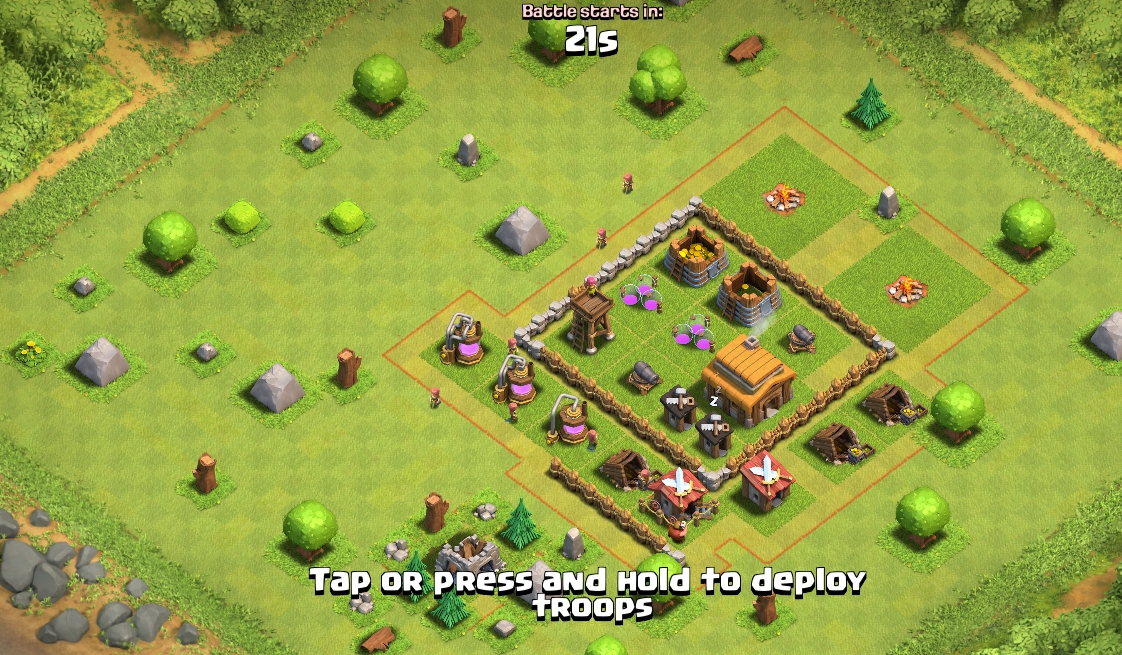 Battle starts in:
21s
z
Tap or press and hold to deploy
troops